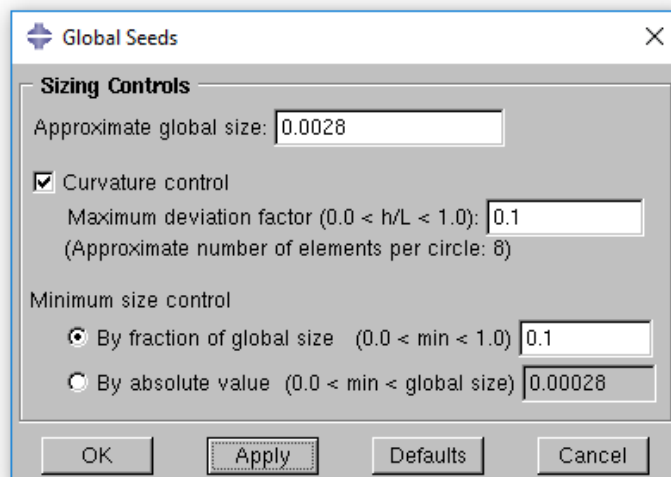 Global Seeds
Sizing Controls
Approximate global size: 0.0028
Curvature control
Maximum deviation factor (0.0 < h/L < 1.0): 0.1
(Approximate number of elements per circle: 8)
Minimum size control
By fraction of global size (0.0 < min < 1.0) 0.1
By absolute value (0.0 < min < global size) 0.00028
OK Apply Defaults Cancel